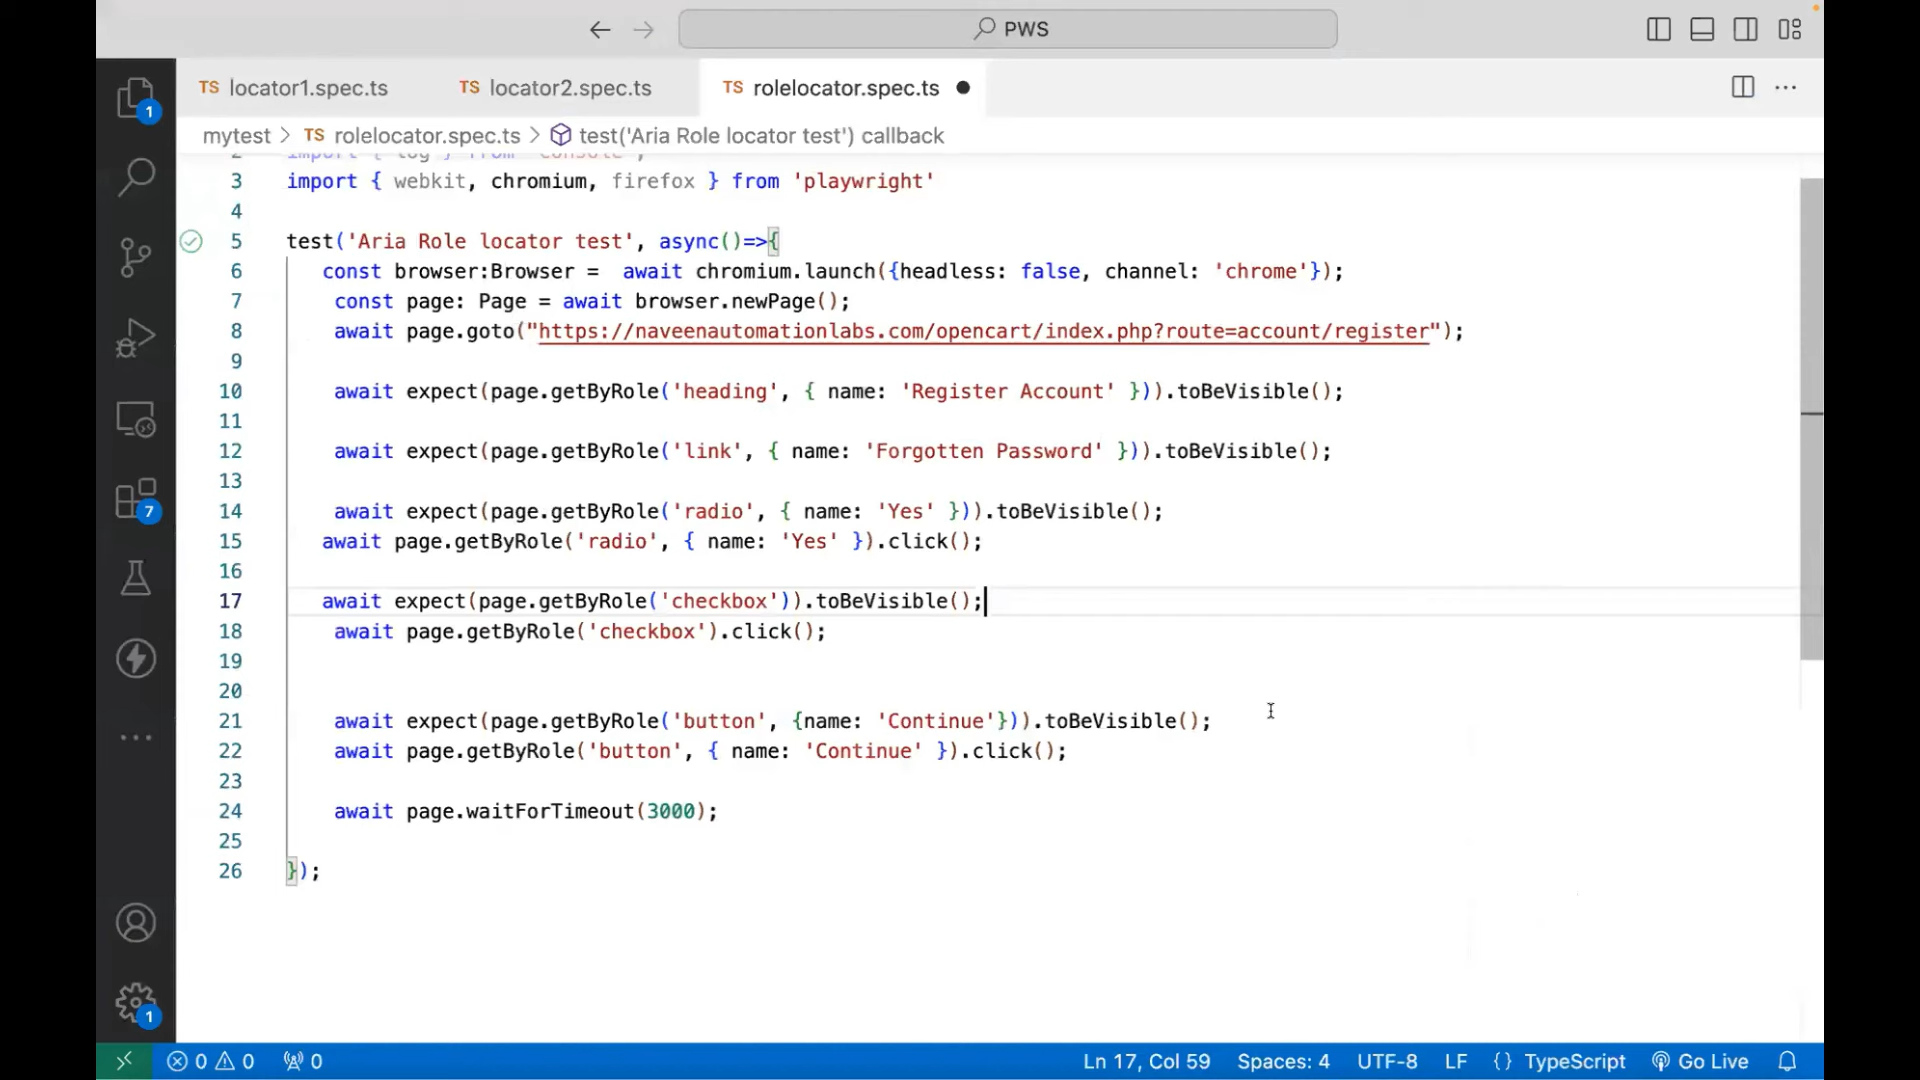 PWS
TS locator1.spec.ts TS locator2.spec.ts TS rolelocator.spec.ts
mytest > TS rolelocator.spec.ts > test('Aria Role locator test') callback
3 import { webkit, chromium, firefox } from 'playwright'
4
5 test('Aria Role locator test', async()=>{
6 const browser:Browser = await chromium.launch({headless: false, channel: 'chrome'});
7 const page: Page = await browser.newPage();
8 await page.goto("https://naveenautomationlabs.com/opencart/index.php?route=account/register");
9
10 await expect(page.getByRole('heading', { name: 'Register Account' })).toBeVisible();
11
12 await expect(page.getByRole('link', { name: 'Forgotten Password' })).toBeVisible();
13
14 await expect(page.getByRole('radio', { name: 'Yes' })).toBeVisible();
15 await page.getByRole('radio', { name: 'Yes' }).click();
16
17 await expect(page.getByRole('checkbox')).toBeVisible();
18 await page.getByRole('checkbox').click();
19
20
21 await expect(page.getByRole('button', {name: 'Continue'})).toBeVisible();
22 await page.getByRole('button', { name: 'Continue' }).click();
23
24 await page.waitForTimeout(3000);
25
26 });
1
7
1
0 0 0 Ln 17, Col 59 Spaces: 4 UTF-8 LF {} TypeScript Go Live